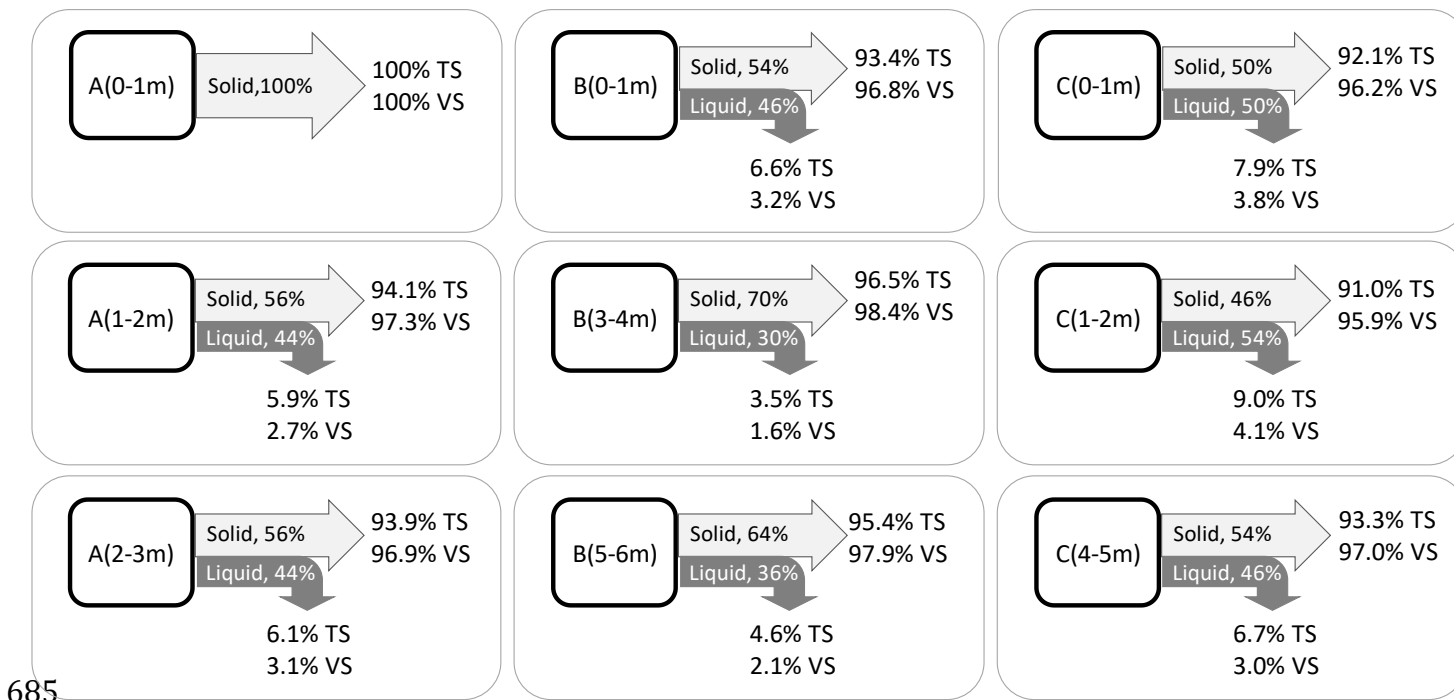 A(0-1m)
Solid,100%
100% TS
100% VS
B(0-1m)
Solid, 54%
Liquid, 46%
93.4% TS
96.8% VS
6.6% TS
3.2% VS
C(0-1m)
Solid, 50%
Liquid, 50%
92.1% TS
96.2% VS
7.9% TS
3.8% VS
A(1-2m)
Solid, 56%
Liquid, 44%
94.1% TS
97.3% VS
5.9% TS
2.7% VS
B(3-4m)
Solid, 70%
Liquid, 30%
96.5% TS
98.4% VS
3.5% TS
1.6% VS
C(1-2m)
Solid, 46%
Liquid, 54%
91.0% TS
95.9% VS
9.0% TS
4.1% VS
A(2-3m)
Solid, 56%
Liquid, 44%
93.9% TS
96.9% VS
6.1% TS
3.1% VS
B(5-6m)
Solid, 64%
Liquid, 36%
95.4% TS
97.9% VS
4.6% TS
2.1% VS
C(4-5m)
Solid, 54%
Liquid, 46%
93.3% TS
97.0% VS
6.7% TS
3.0% VS
685